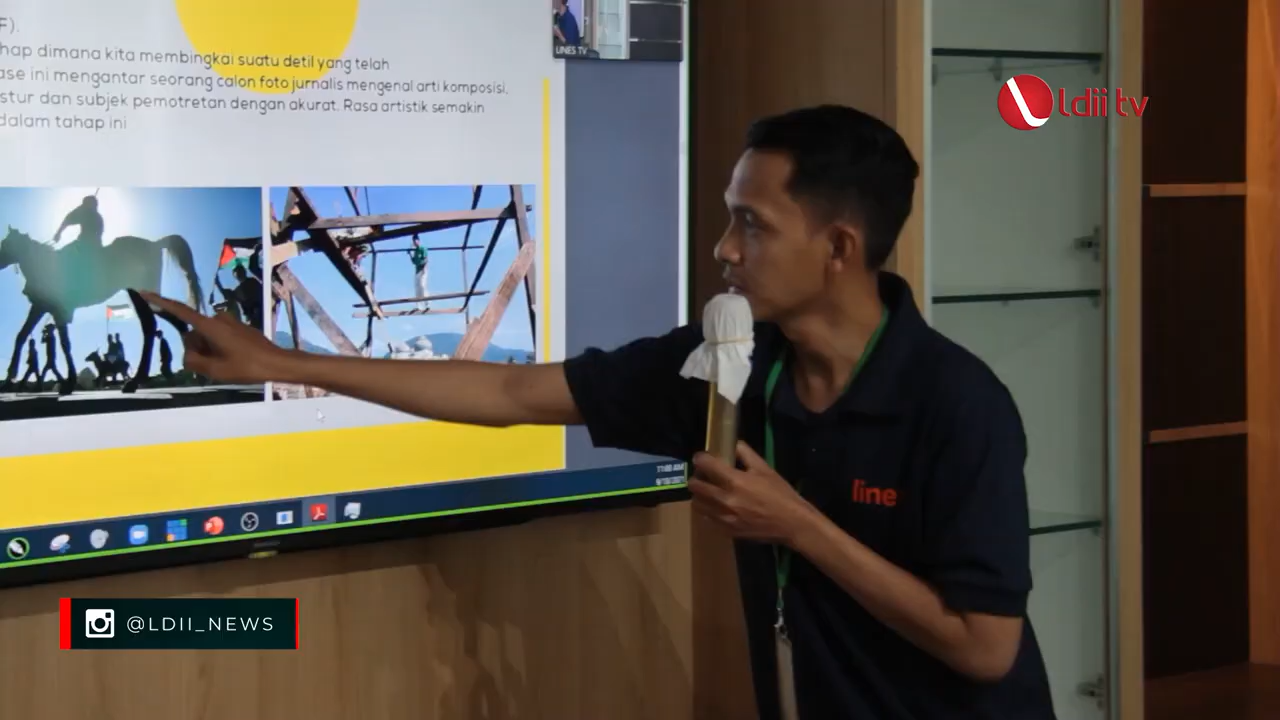 F).
hap dimana kita membingkai suatu detil yang telah
ase ini mengantar seorang calon foto jurnalis mengenal arti komposisi,
stur dan subjek pemotretan dengan akurat. Rasa artistik semakin
dalam tahap ini
LINES TV
ldii tv
line
@LDII_NEWS